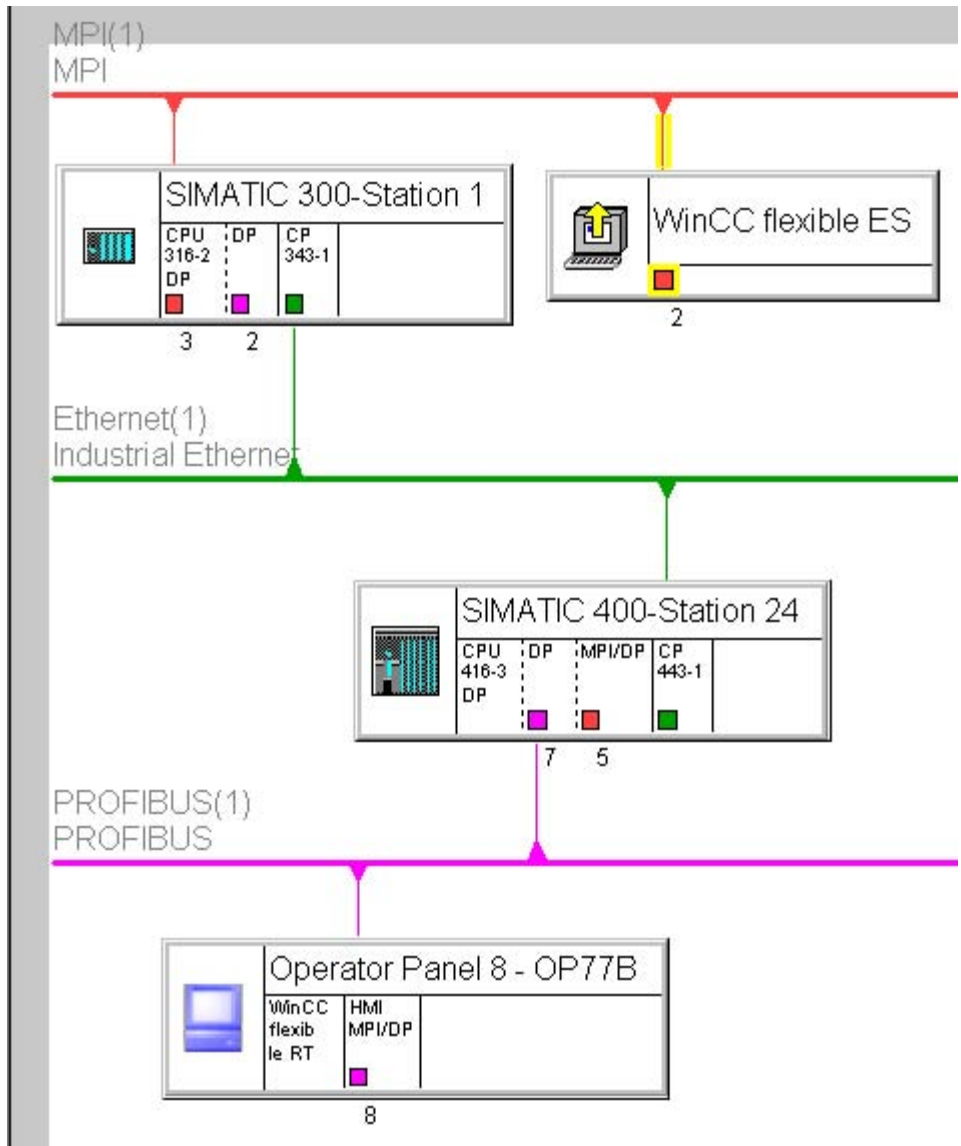 MPI(1)
MPI
SIMATIC 300-Station 1
CPU 316-2 DP
DP
CP 343-1
3
2
WinCC flexible ES
2
Ethernet(1)
Industrial Ethernet
SIMATIC 400-Station 24
CPU 416-3 DP
DP
MPI/DP
CP 443-1
7
5
PROFIBUS(1)
PROFIBUS
Operator Panel 8 - OP77B
WinCC flexib le RT
HMI MPI/DP
8